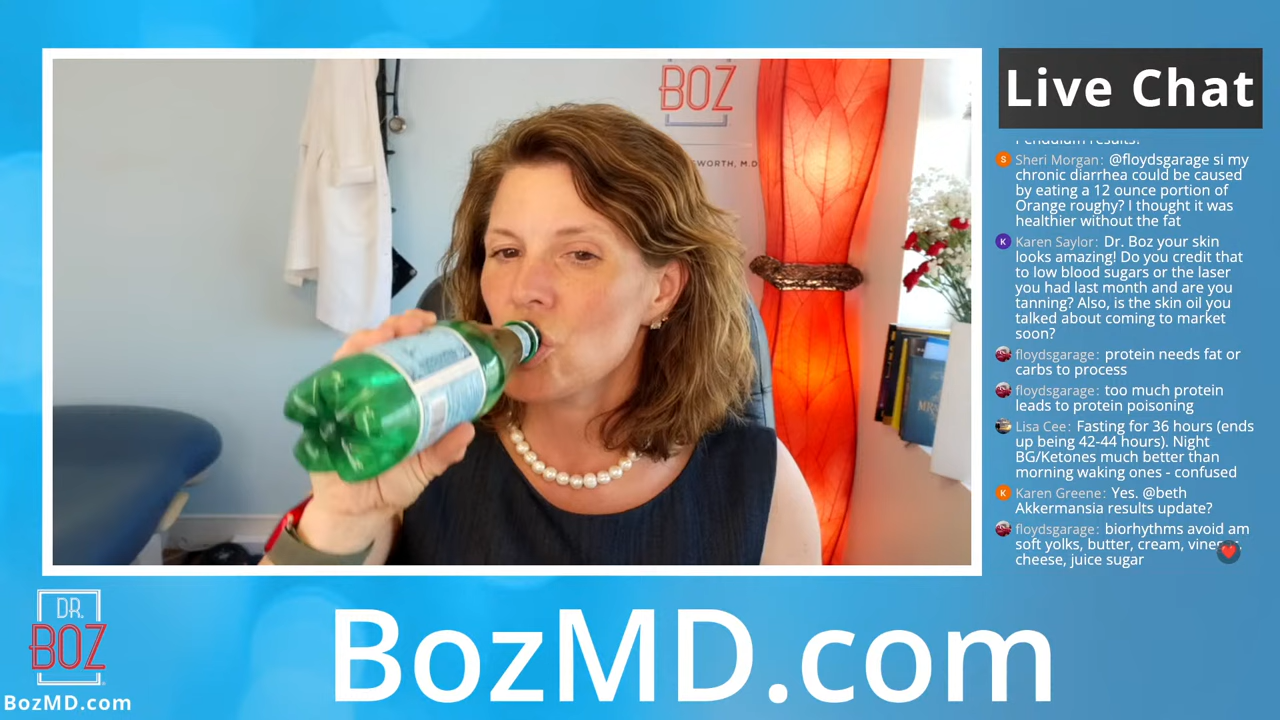 BOZ
SWORTH, M.D.
Live Chat
Pendulum results?
Sheri Morgan: @floydsgarage si my
chronic diarrhea could be caused
by eating a 12 ounce portion of
Orange roughy? I thought it was
healthier without the fat
Karen Saylor: Dr. Boz your skin
looks amazing! Do you credit that
to low blood sugars or the laser
you had last month and are you
tanning? Also, is the skin oil you
talked about coming to market
soon?
floydsgarage: protein needs fat or
carbs to process
floydsgarage: too much protein
leads to protein poisoning
Lisa Cee: Fasting for 36 hours (ends
up being 42-44 hours). Night
BG/Ketones much better than
morning waking ones - confused
Karen Greene: Yes. @beth
Akkermansia results update?
floydsgarage: biorhythms avoid am
soft yolks, butter, cream,
cheese, juice sugar
DR.
BOZ
BozMD.com
BozMD.com